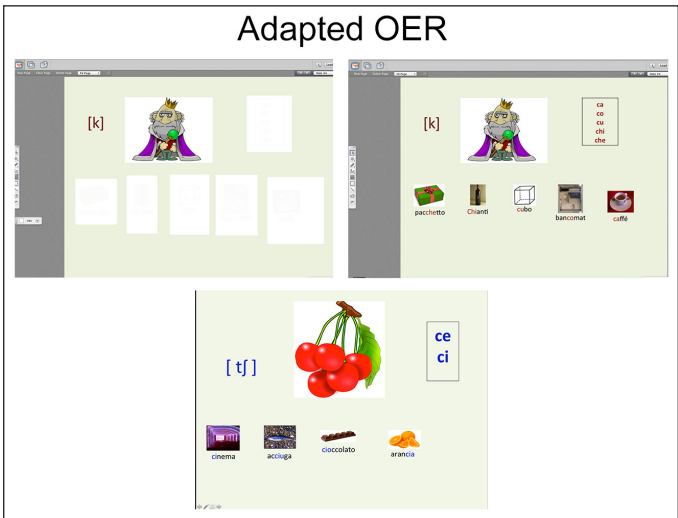 Adapted OER
[k]
[k]
ca
co
cu
chi
che
pacchetto
Chianti
cubo
bancomat
caffé
[ tʃ ]
ce
ci
cinema
acciuga
cioccolato
arancia